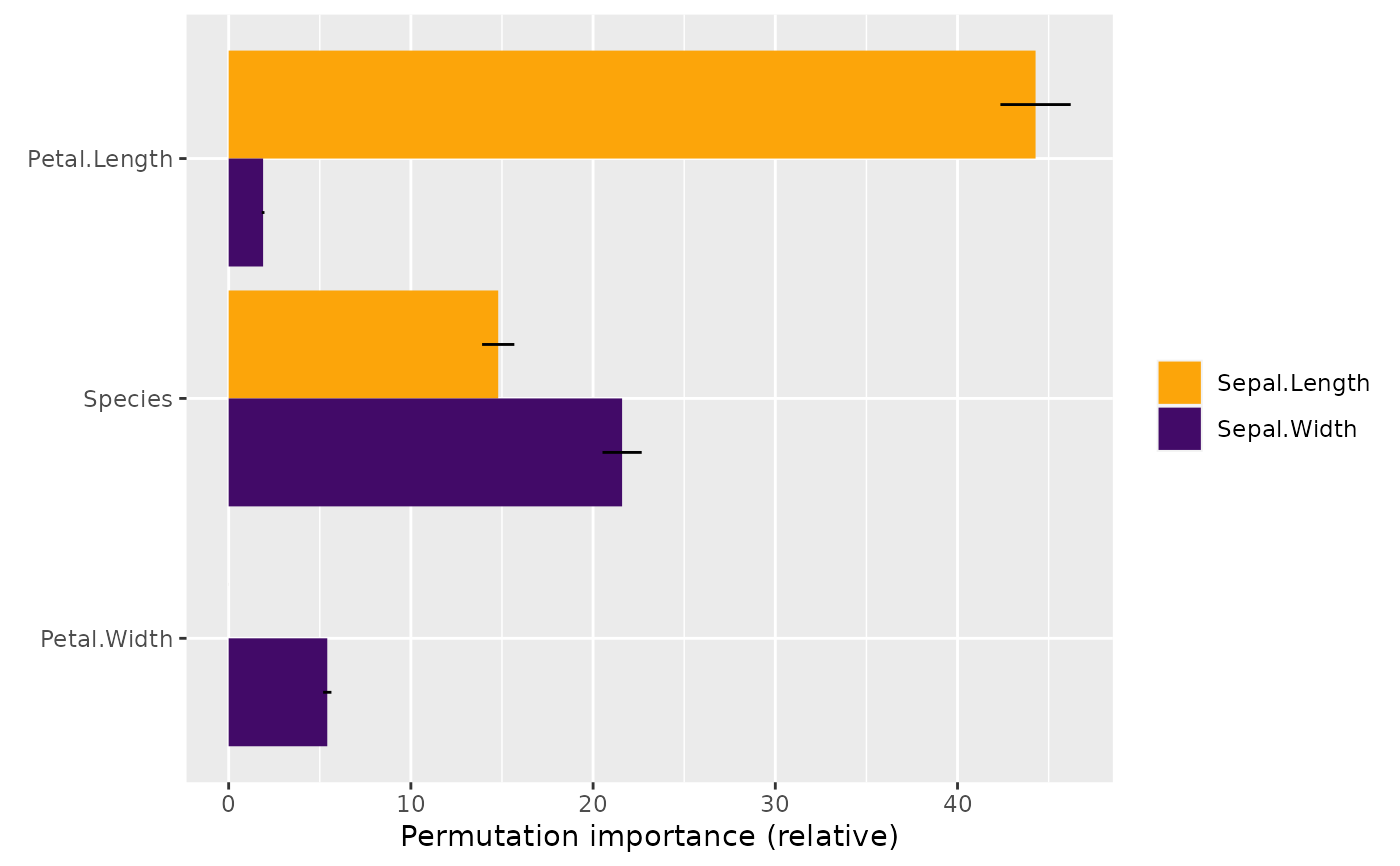 Petal.Length
Species
Petal.Width
Sepal.Length
Sepal.Width
0 10 20 30 40
Permutation importance (relative)